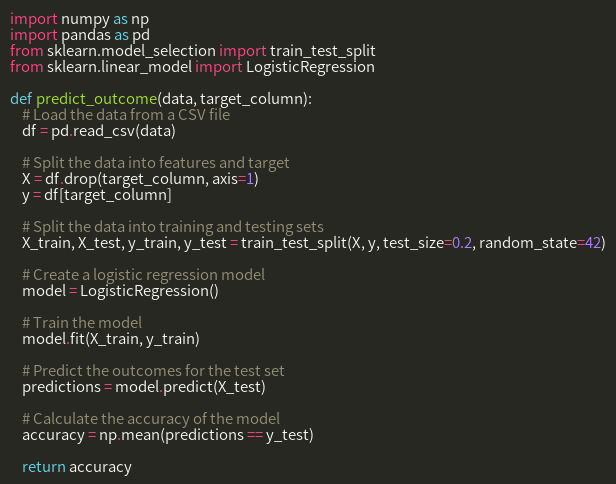 import numpy as np
import pandas as pd
from sklearn.model_selection import train_test_split
from sklearn.linear_model import LogisticRegression
def predict_outcome(data, target_column):
# Load the data from a CSV file
df = pd.read_csv(data)
# Split the data into features and target
X = df.drop(target_column, axis=1)
y = df[target_column]
# Split the data into training and testing sets
X_train, X_test, y_train, y_test = train_test_split(X, y, test_size=0.2, random_state=42)
# Create a logistic regression model
model = LogisticRegression()
# Train the model
model.fit(X_train, y_train)
# Predict the outcomes for the test set
predictions = model.predict(X_test)
# Calculate the accuracy of the model
accuracy = np.mean(predictions == y_test)
return accuracy